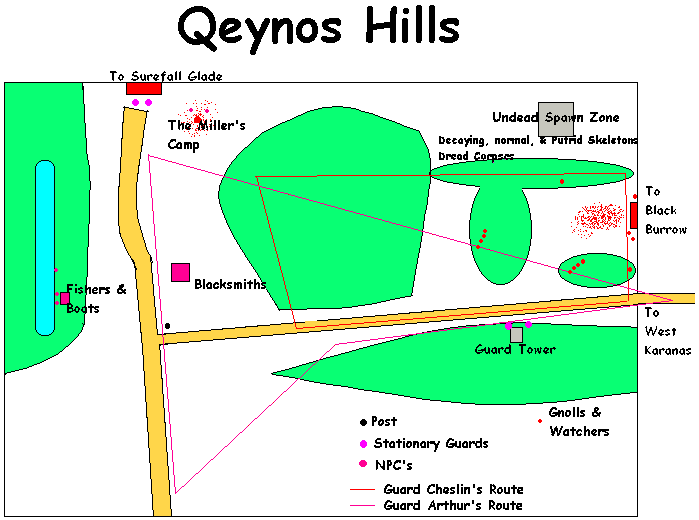 Qeynos Hills
To Surefall Glade
The Miller's
Camp
Undead Spawn Zone
Decaying, normal, & Putrid Skeletons
Dread Corpses
To
Black
Burrow
Blacksmiths
Fishers &
Boats
To
West
Karanas
Guard Tower
Post
Stationary Guards
NPC's
Gnolls &
Watchers
Guard Cheslin's Route
Guard Arthur's Route